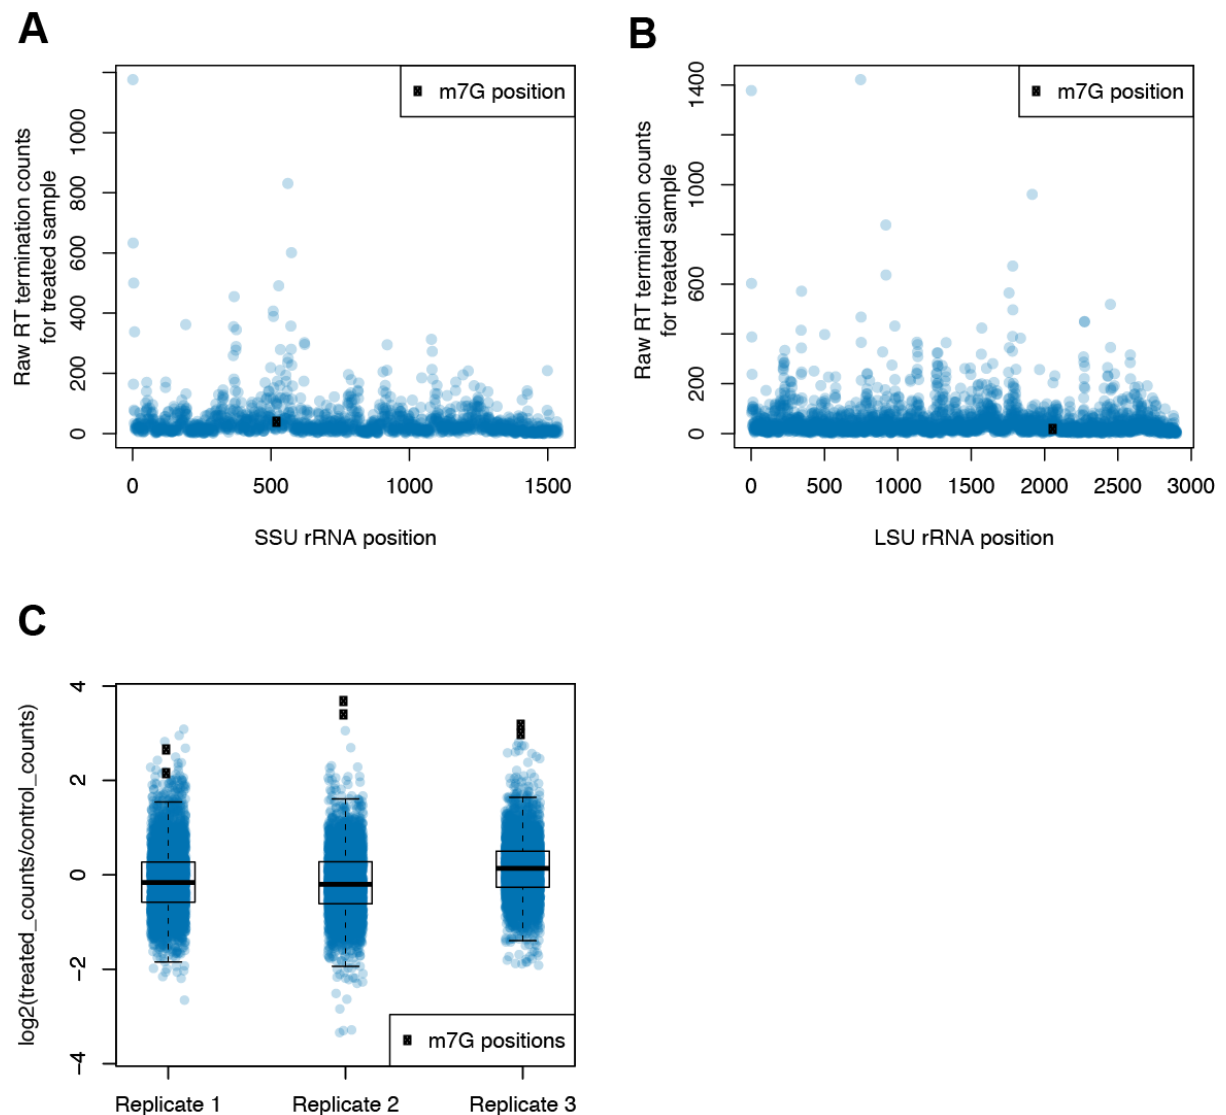 A
Raw RT termination counts
for treated sample
0
200
400
600
800
1000
m7G position
0
500
1000
1500
SSU rRNA position
B
Raw RT termination counts
for treated sample
0
200
600
1000
1400
m7G position
0
500
1000
1500
2000
2500
3000
LSU rRNA position
C
log2(treated_counts/control_counts)
4
2
0
−2
−4
m7G positions
Replicate 1
Replicate 2
Replicate 3